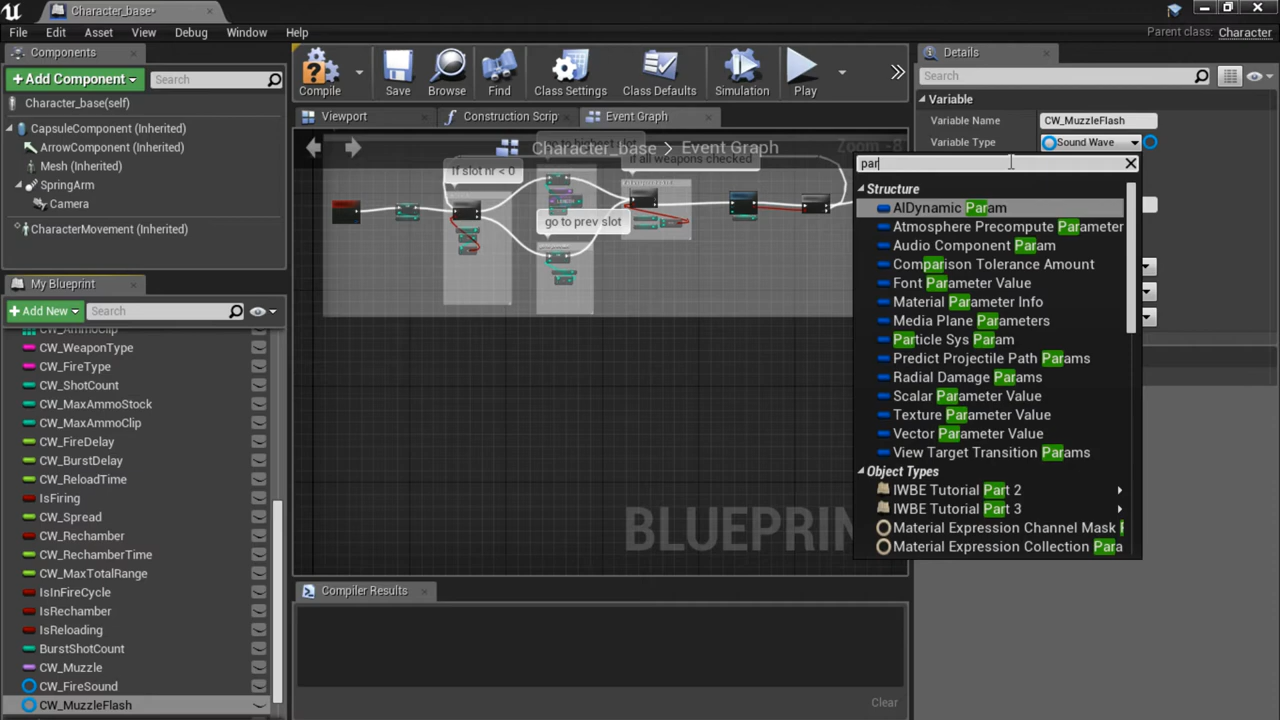 Character_base*
File Edit Asset View Debug Window Help
Parent class: Character
Components
+Add Component
Search
Character_base(self)
CapsuleComponent (Inherited)
ArrowComponent (Inherited)
Mesh (Inherited)
SpringArm
Camera
CharacterMovement (Inherited)
My Blueprint
+Add New
Search
CW_AmmoClip
CW_WeaponType
CW_FireType
CW_ShotCount
CW_MaxAmmoStock
CW_MaxAmmoClip
CW_FireDelay
CW_BurstDelay
CW_ReloadTime
IsFiring
CW_Spread
CW_Rechamber
CW_RechamberTime
CW_MaxTotalRange
IsInFireCycle
IsRechamber
IsReloading
BurstShotCount
CW_Muzzle
CW_FireSound
CW_MuzzleFlash
Compile
Save
Browse
Find
Class Settings
Class Defaults
Simulation
Play
Viewport
Construction Scrip
Event Graph
Character_base > Event Graph
Zoom -8
If slot nr < 0
if all weapons checked
go to prev slot
BLUEPRIN
Compiler Results
Clear
Details
Search
Variable
Variable Name
CW_MuzzleFlash
Variable Type
Sound Wave
par
Structure
AIDynamic Param
Atmosphere Precompute Parameter
Audio Component Param
Comparison Tolerance Amount
Font Parameter Value
Material Parameter Info
Media Plane Parameters
Particle Sys Param
Predict Projectile Path Params
Radial Damage Params
Scalar Parameter Value
Texture Parameter Value
Vector Parameter Value
View Target Transition Params
Object Types
IWBE Tutorial Part 2
IWBE Tutorial Part 3
Material Expression Channel Mask
Material Expression Collection Para